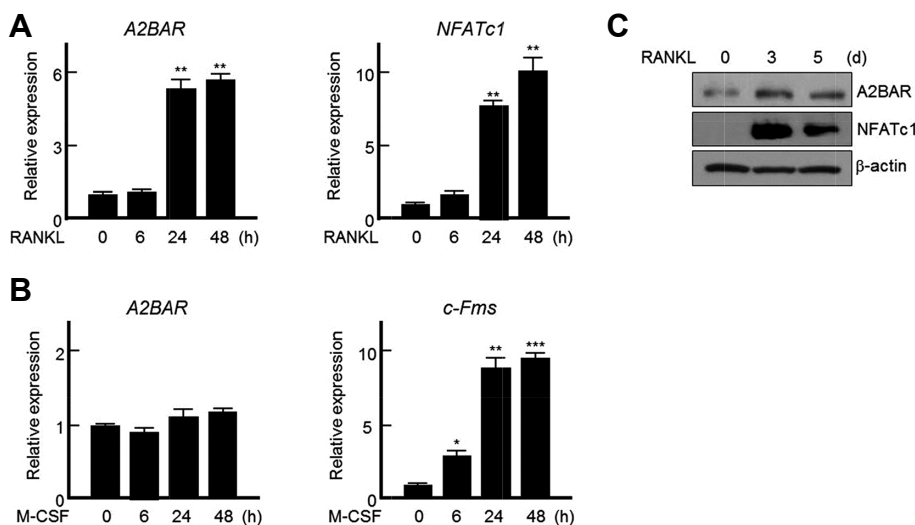 A
A2BAR
Relative expression
6
3
0
** **
RANKL 0 6 24 48 (h)
NFATc1
Relative expression
10
5
0
** **
RANKL 0 6 24 48 (h)
C
RANKL 0 3 5 (d)
A2BAR
NFATc1
β-actin
B
A2BAR
Relative expression
2
1
0
M-CSF 0 6 24 48 (h)
c-Fms
Relative expression
10
5
0
* ** ***
M-CSF 0 6 24 48 (h)